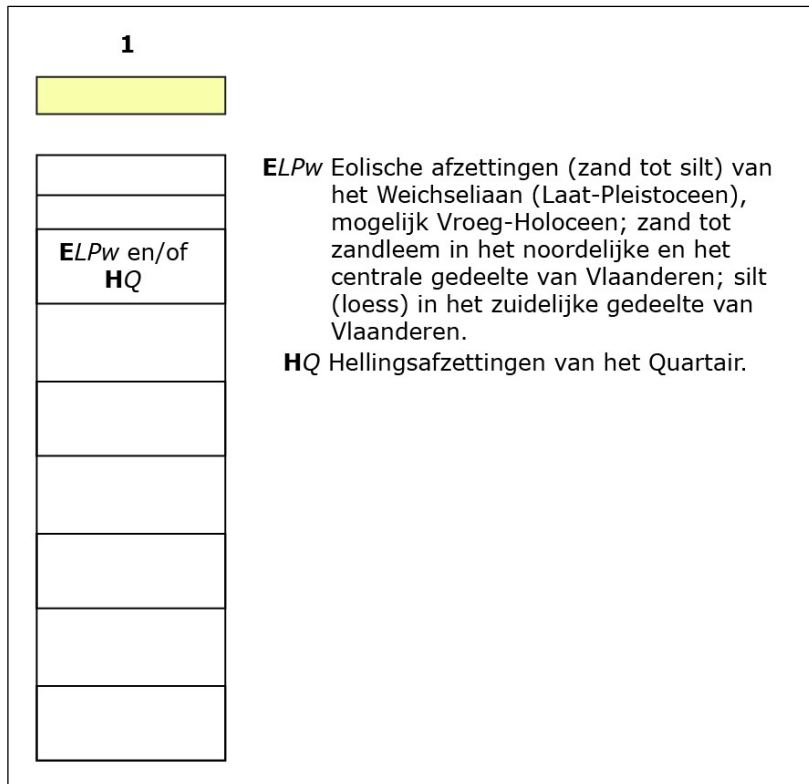 1
ELPw en/of
HQ
ELPw Eolische afzettingen (zand tot silt) van
het Weichseliaan (Laat-Pleistoceen),
mogelijk Vroeg-Holoceen; zand tot
zandleem in het noordelijke en het
centrale gedeelte van Vlaanderen; silt
(loess) in het zuidelijke gedeelte van
Vlaanderen.
HQ Hellingsafzettingen van het Quartair.